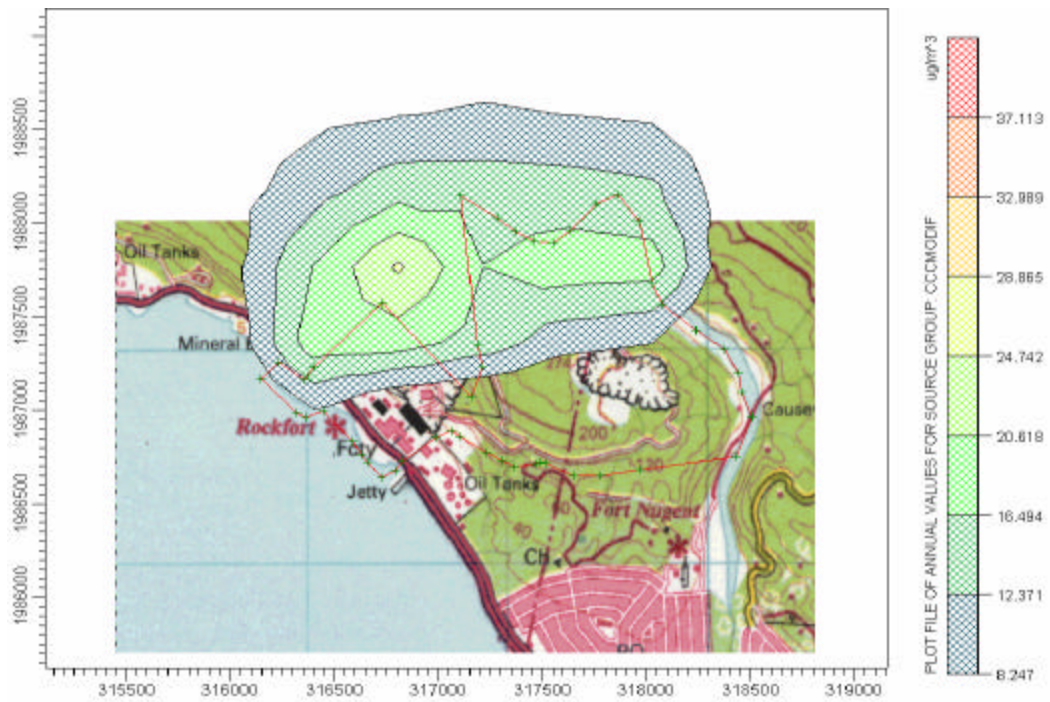 1988500
1988000
1987500
1987000
1986500
1986000
315500 316000 316500 317000 317500 318000 318500 319000
Oil Tanks
Mineral
Rockfort
Fcty
Jetty
Oil Tanks
200
120
Causew
Fort Nugent
Ch
PLOT FILE OF ANNUAL VALUES FOR SOURCE GROUP: CCCMODIF
ug/m^3
37.113
32.989
28.865
24.742
20.618
16.494
12.371
8.247